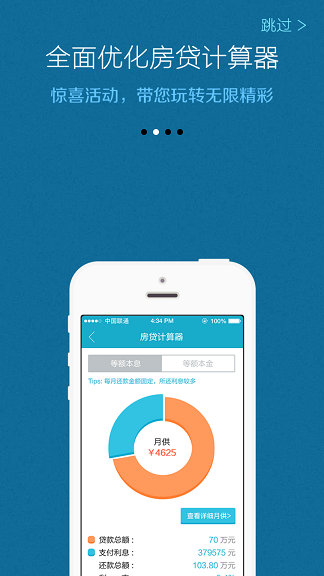 跳过 >
全面优化房贷计算器
惊喜活动，带您玩转无限精彩
中国联通 4:34 PM 100%
房贷计算器
等额本息 等额本金
Tips: 每月还款金额固定，所还利息较多
月供
￥4625
查看详细月供>
贷款总额： 70 万元
支付利息： 379575 元
还款总额： 103.80 万元